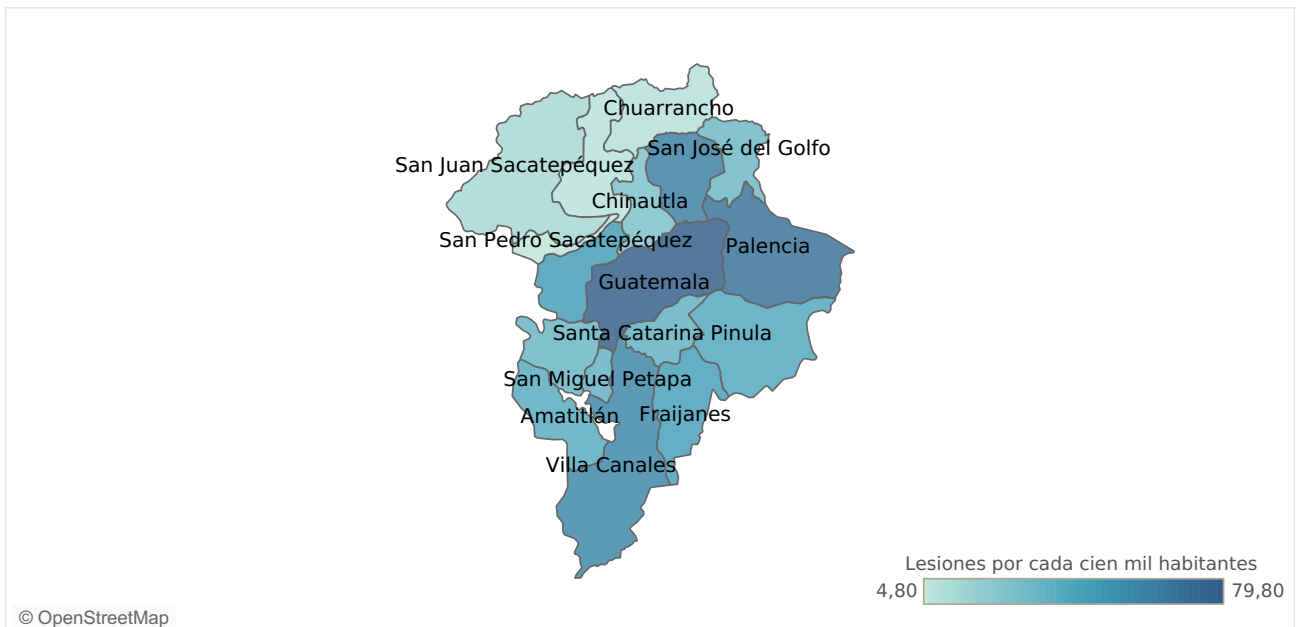 Chuarrancho
San José del Golfo
San Juan Sacatepéquez
Chinautla
San Pedro Sacatepéquez
Palencia
Guatemala
Santa Catarina Pinula
San Miguel Petapa
Amatitlán
Fraijanes
Villa Canales
Lesiones por cada cien mil habitantes
4,80
79,80
© OpenStreetMap